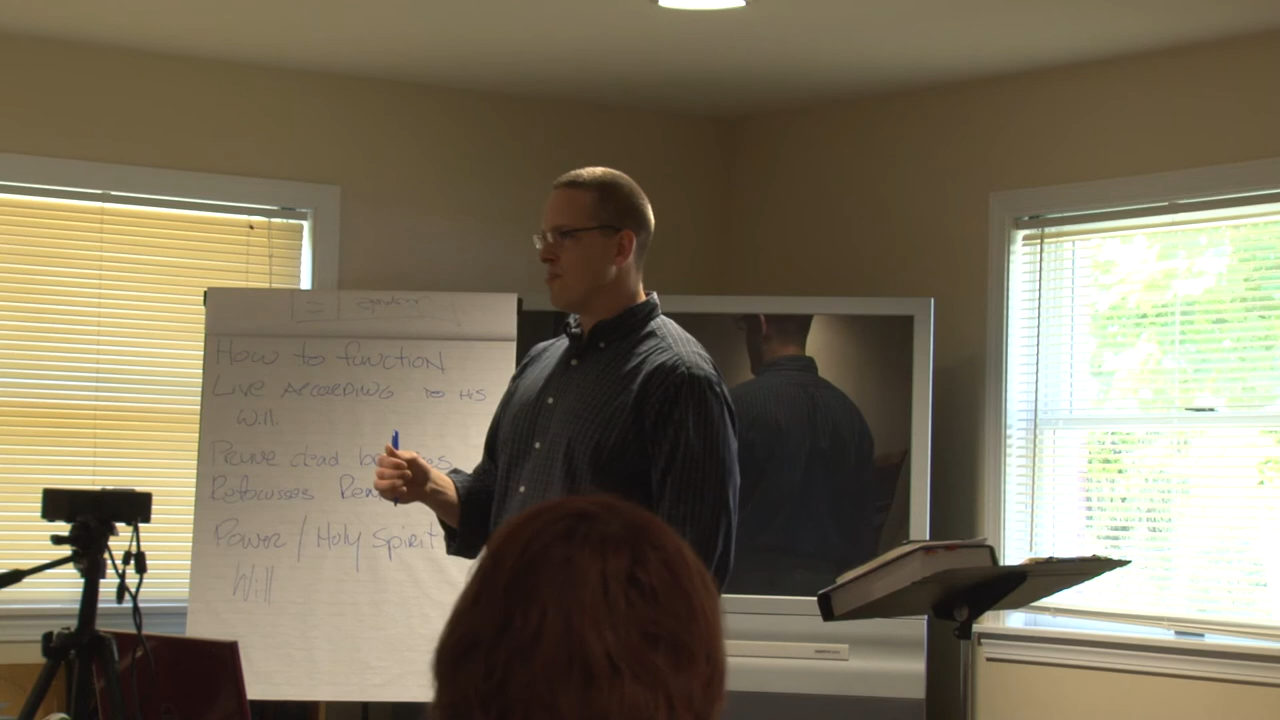 How to function
Live According to His
Will.
Prune dead
Refocusses
Power / Holy Spirit
Will